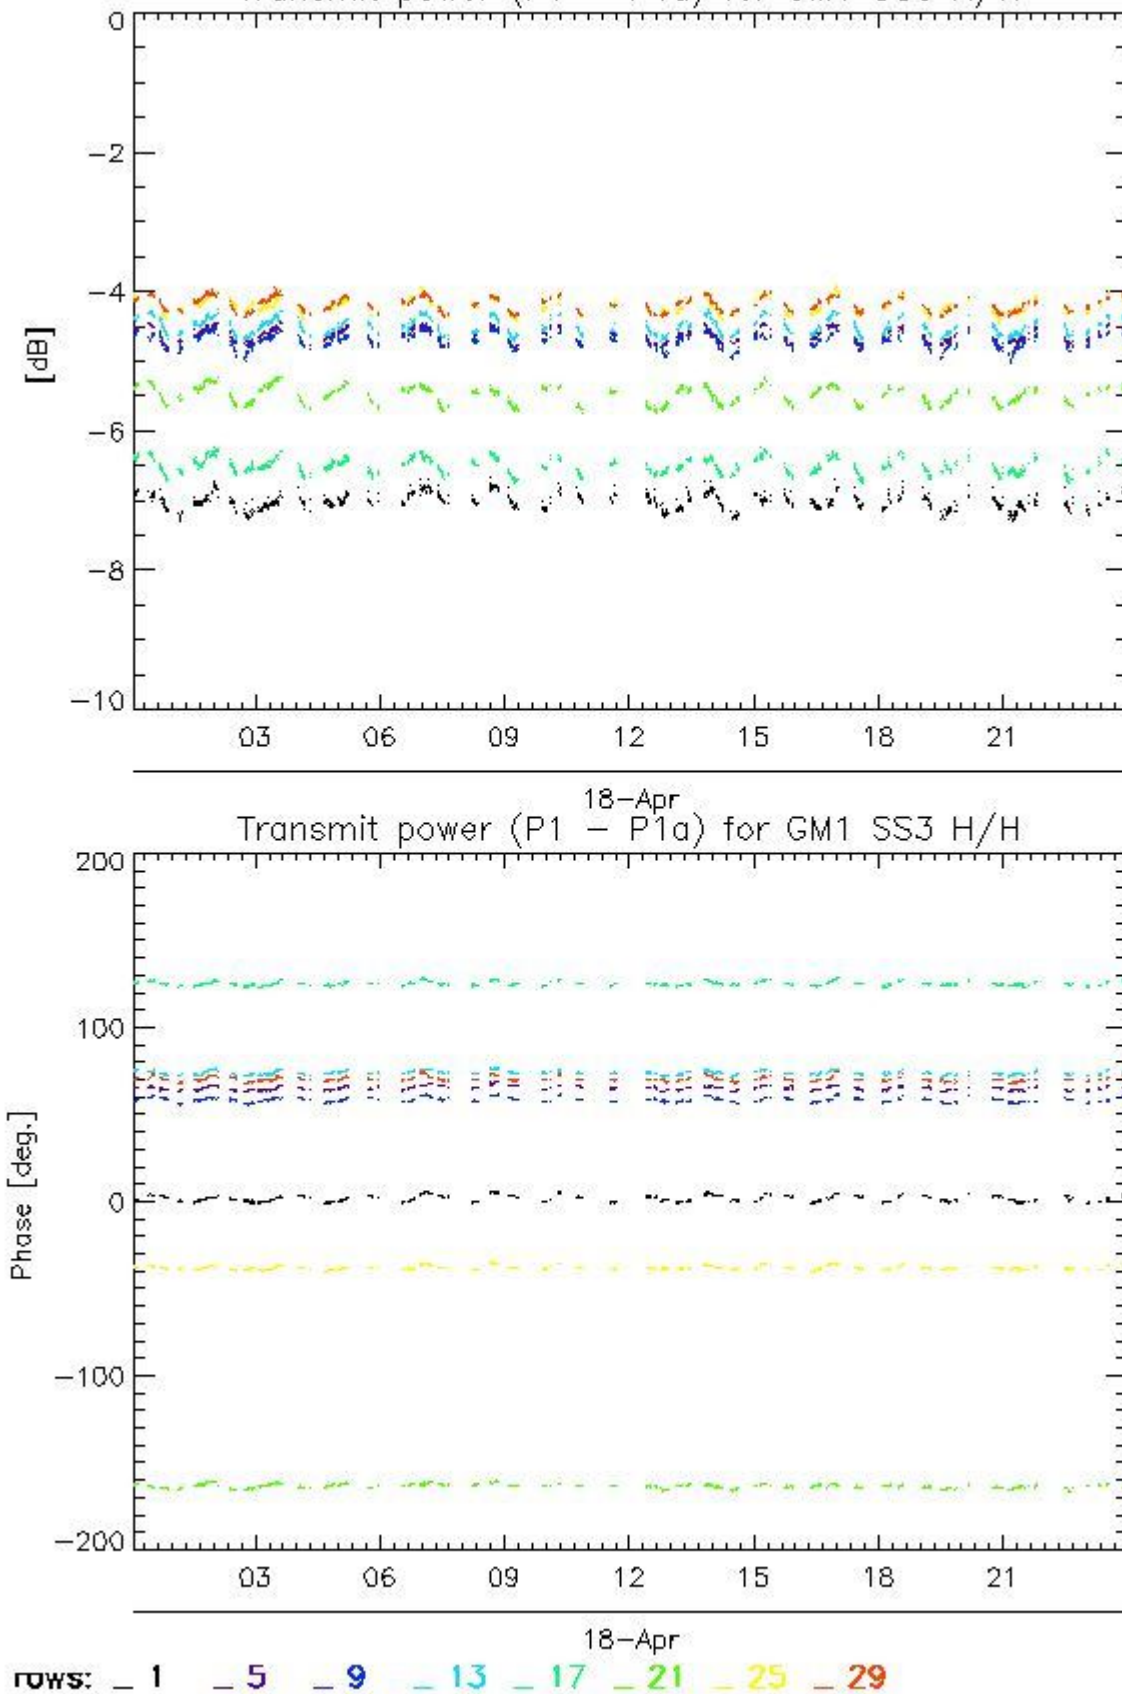 0
-2
-4
[dB]
-6
-8
-10
03 06 09 12 15 18 21
18-Apr
Transmit power (P1 - P1a) for GM1 SS3 H/H
200
100
Phase [deg.]
0
-100
-200
03 06 09 12 15 18 21
18-Apr
rows: _ 1 _ 5 _ 9 _ 13 _ 17 _ 21 _ 25 _ 29